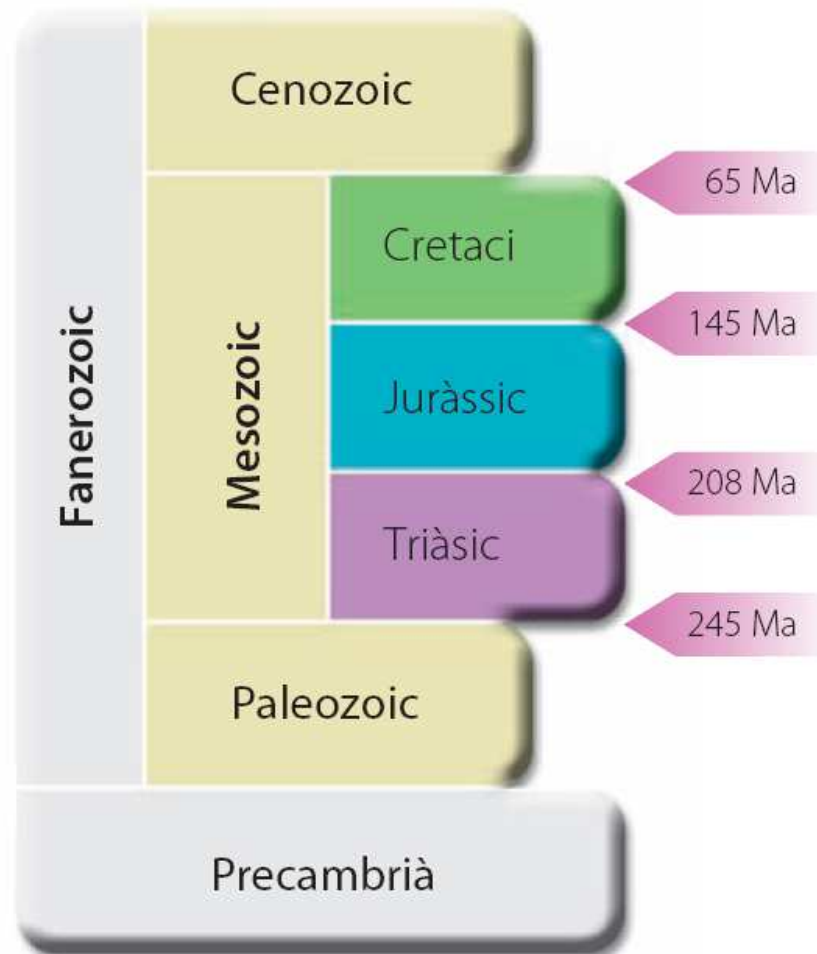 Cenozoic
65 Ma
Cretaci
145 Ma
Fanerozoic
Mesozoic
Juràssic
208 Ma
Triàsic
245 Ma
Paleozoic
Precambrià